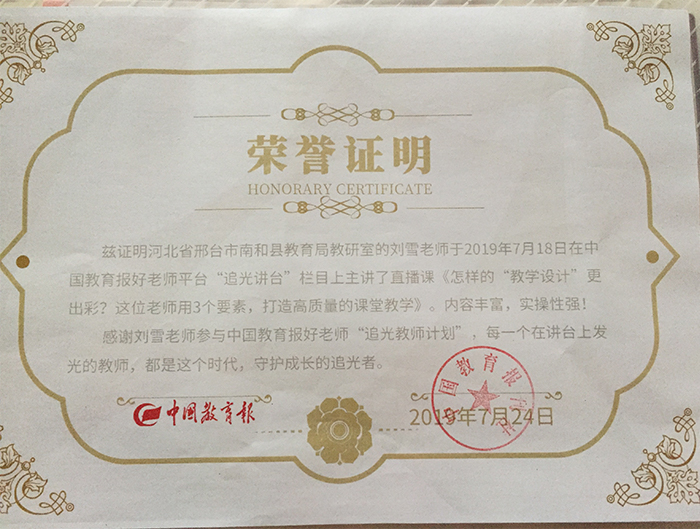 荣誉证明
HONORARY CERTIFICATE
兹证明河北省邢台市南和县教育局教研室的刘雪老师于2019年7月18日在中
国教育报好老师平台“追光讲台”栏目上主讲了直播课《怎样的“教学设计”更
出彩？这位老师用3个要素，打造高质量的课堂教学》。内容丰富，实操性强！
感谢刘雪老师参与中国教育报好老师“追光教师计划”，每一个在讲台上发
光的教师，都是这个时代，守护成长的追光者。
中国教育报
2019年7月24日
中国教育报刊社